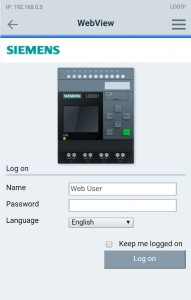 IP: 192.168.0.3 LOGO!
WebView
SIEMENS
SIEMENS LOGO!
Log on
Name Web User
Password
Language English
Keep me logged on
Log on